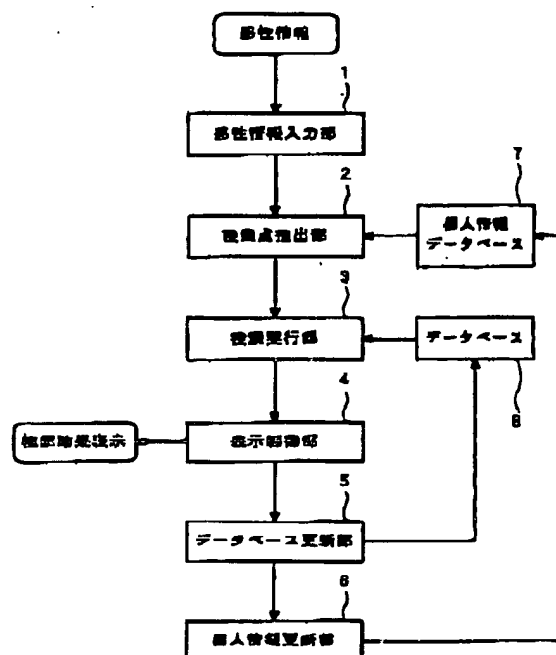 感性情報
1
感性情報入力部
2
7
個人情報
データベース
3
検索実行部
データベース
8
4
検索結果表示
表示制御部
5
データベース更新部
6
個人情報更新部